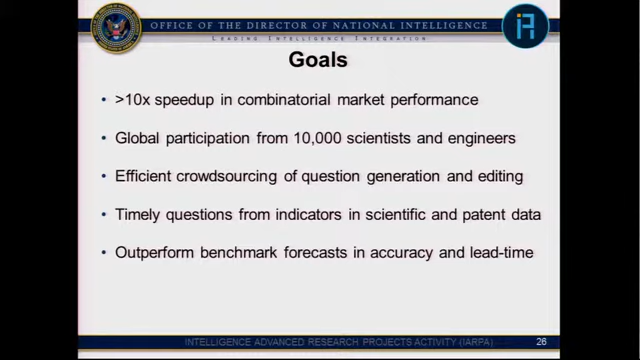 OFFICE OF THE DIRECTOR OF NATIONAL INTELLIGENCE
LEADING INTELLIGENCE INTEGRATION
Goals
• >10x speedup in combinatorial market performance
• Global participation from 10,000 scientists and engineers
• Efficient crowdsourcing of question generation and editing
• Timely questions from indicators in scientific and patent data
• Outperform benchmark forecasts in accuracy and lead-time
INTELLIGENCE ADVANCED RESEARCH PROJECTS ACTIVITY (IARPA)
26